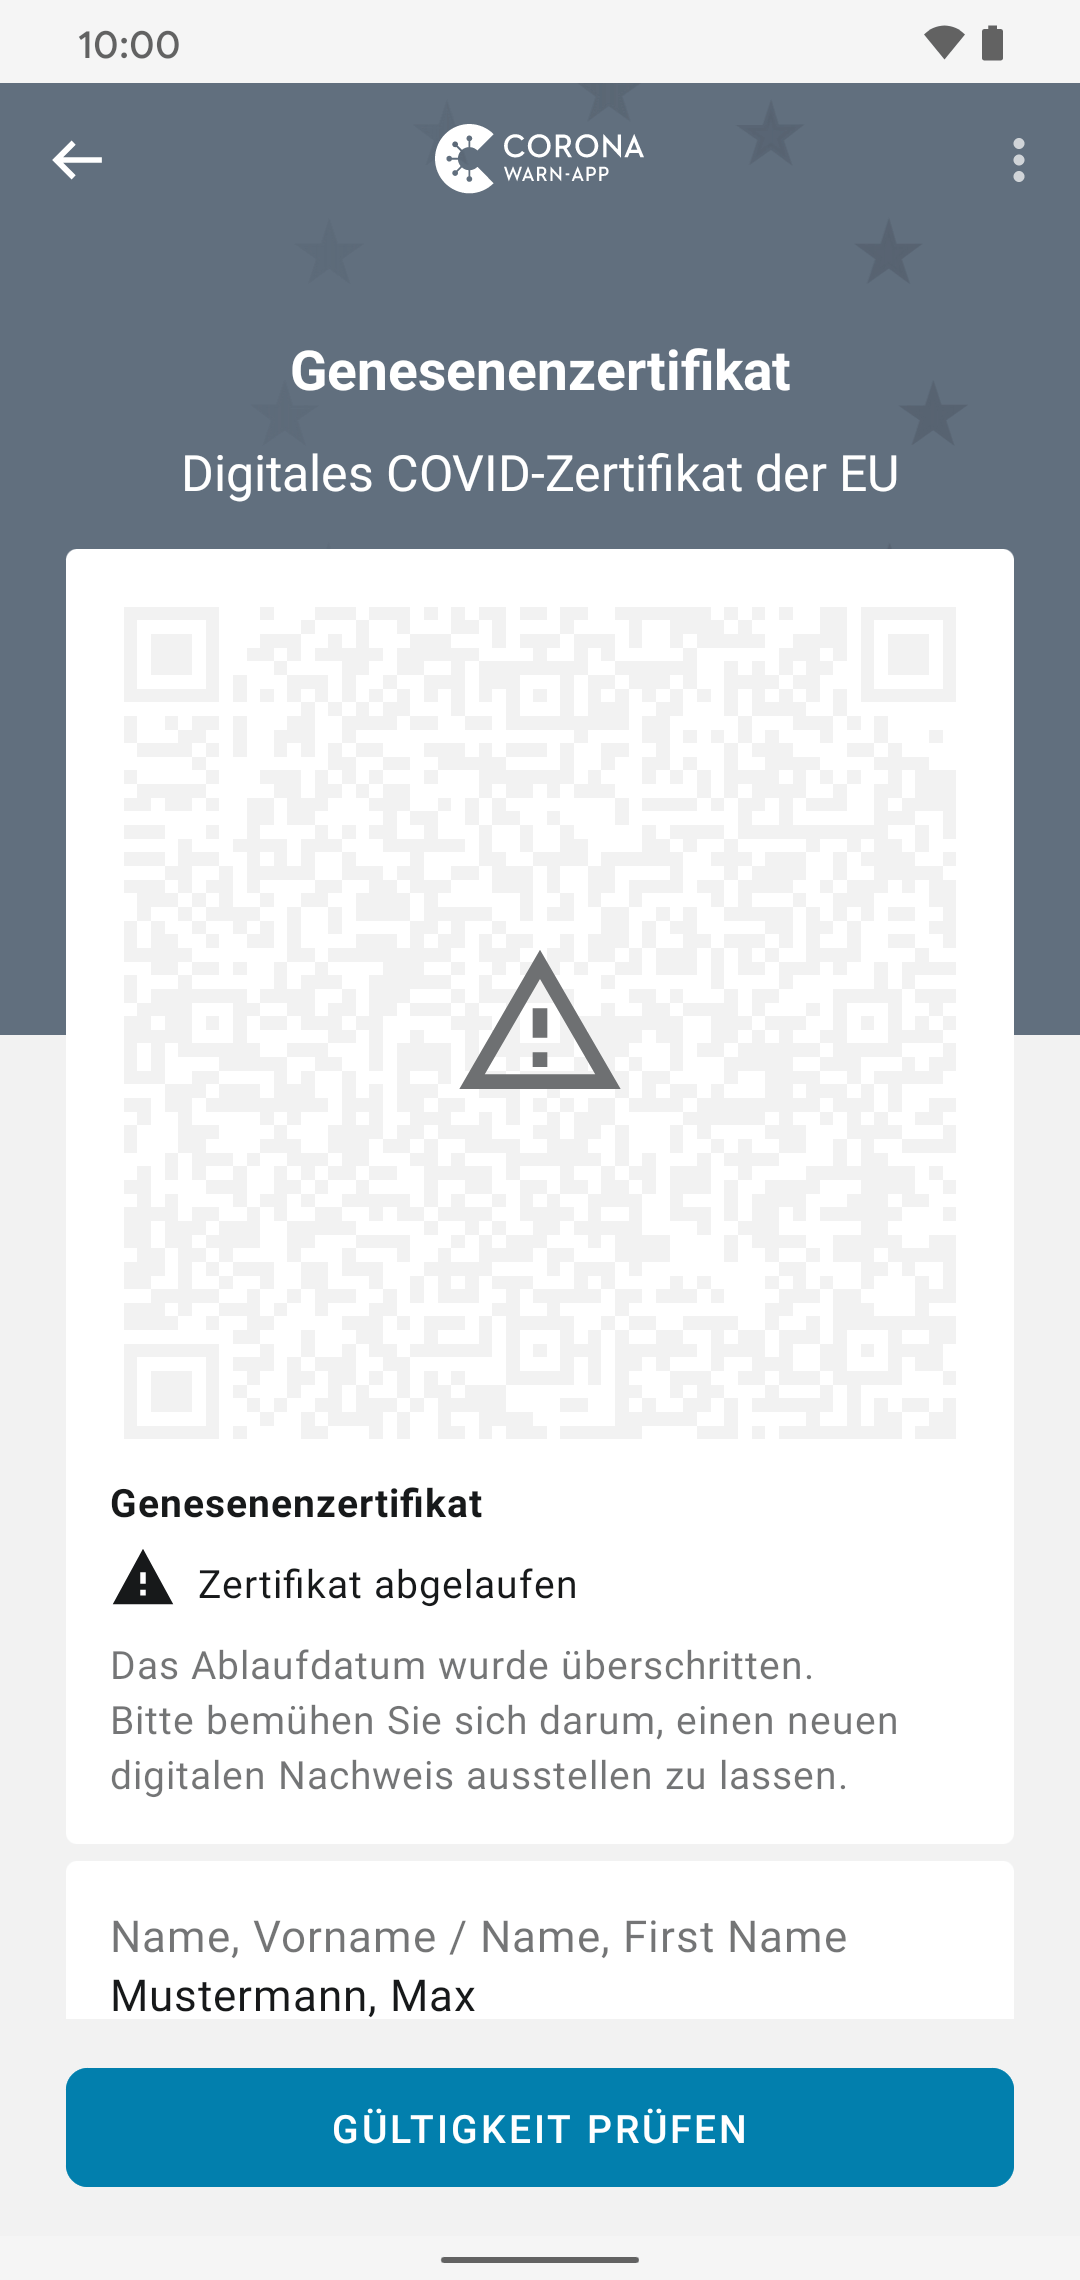 10:00
CORONA
WARN-APP
Genesenenzertifikat
Digitales COVID-Zertifikat der EU
Genesenenzertifikat
Zertifikat abgelaufen
Das Ablaufdatum wurde überschritten.
Bitte bemühen Sie sich darum, einen neuen
digitalen Nachweis ausstellen zu lassen.
Name, Vorname / Name, First Name
Mustermann, Max
GÜLTIGKEIT PRÜFEN